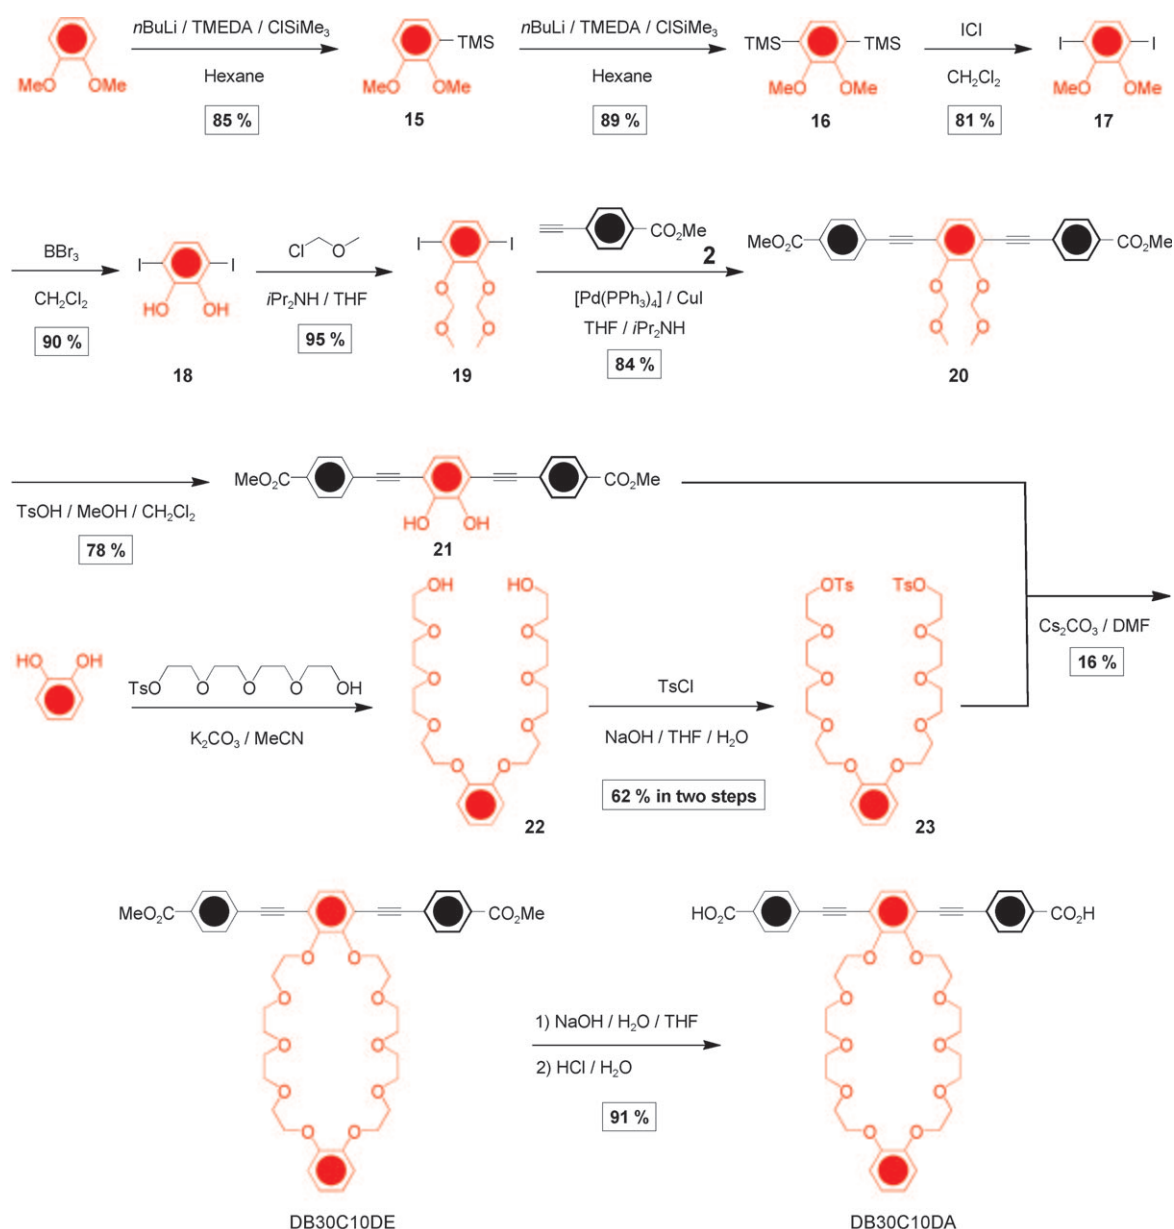 nBuLi / TMEDA / ClSiMe3
Hexane
85 %
MeO OMe
TMS
MeO OMe
15
nBuLi / TMEDA / ClSiMe3
Hexane
89 %
TMS TMS
MeO OMe
16
ICl
CH2Cl2
81 %
I I
MeO OMe
17
BBr3
CH2Cl2
90 %
I I
HO OH
18
Cl O
iPr2NH / THF
95 %
I I
O O
O O
19
CO2Me
2
[Pd(PPh3)4] / CuI
THF / iPr2NH
84 %
MeO2C CO2Me
O O
O O
20
TsOH / MeOH / CH2Cl2
78 %
MeO2C CO2Me
HO OH
21
HO OH
TsO O O O OH
K2CO3 / MeCN
OH HO
O O
O O
O O
O O
22
TsCl
NaOH / THF / H2O
62 % in two steps
OTs TsO
O O
O O
O O
O O
23
Cs2CO3 / DMF
16 %
MeO2C CO2Me
O O
O O
O O
O O
O O
DB30C10DE
1) NaOH / H2O / THF
2) HCl / H2O
91 %
HO2C CO2H
O O
O O
O O
O O
O O
DB30C10DA